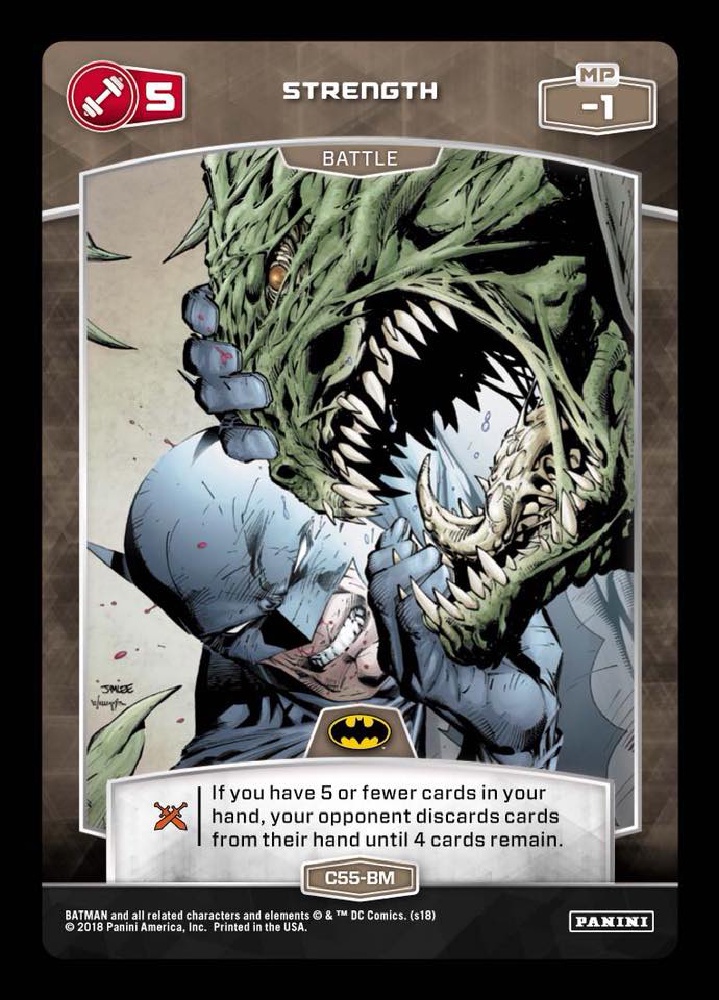 5
STRENGTH
MP
-1
BATTLE
JIM LEE
If you have 5 or fewer cards in your
hand, your opponent discards cards
from their hand until 4 cards remain.
C55-BM
BATMAN and all related characters and elements © & ™ DC Comics. (s18)
© 2018 Panini America, Inc. Printed in the USA.
PANINI